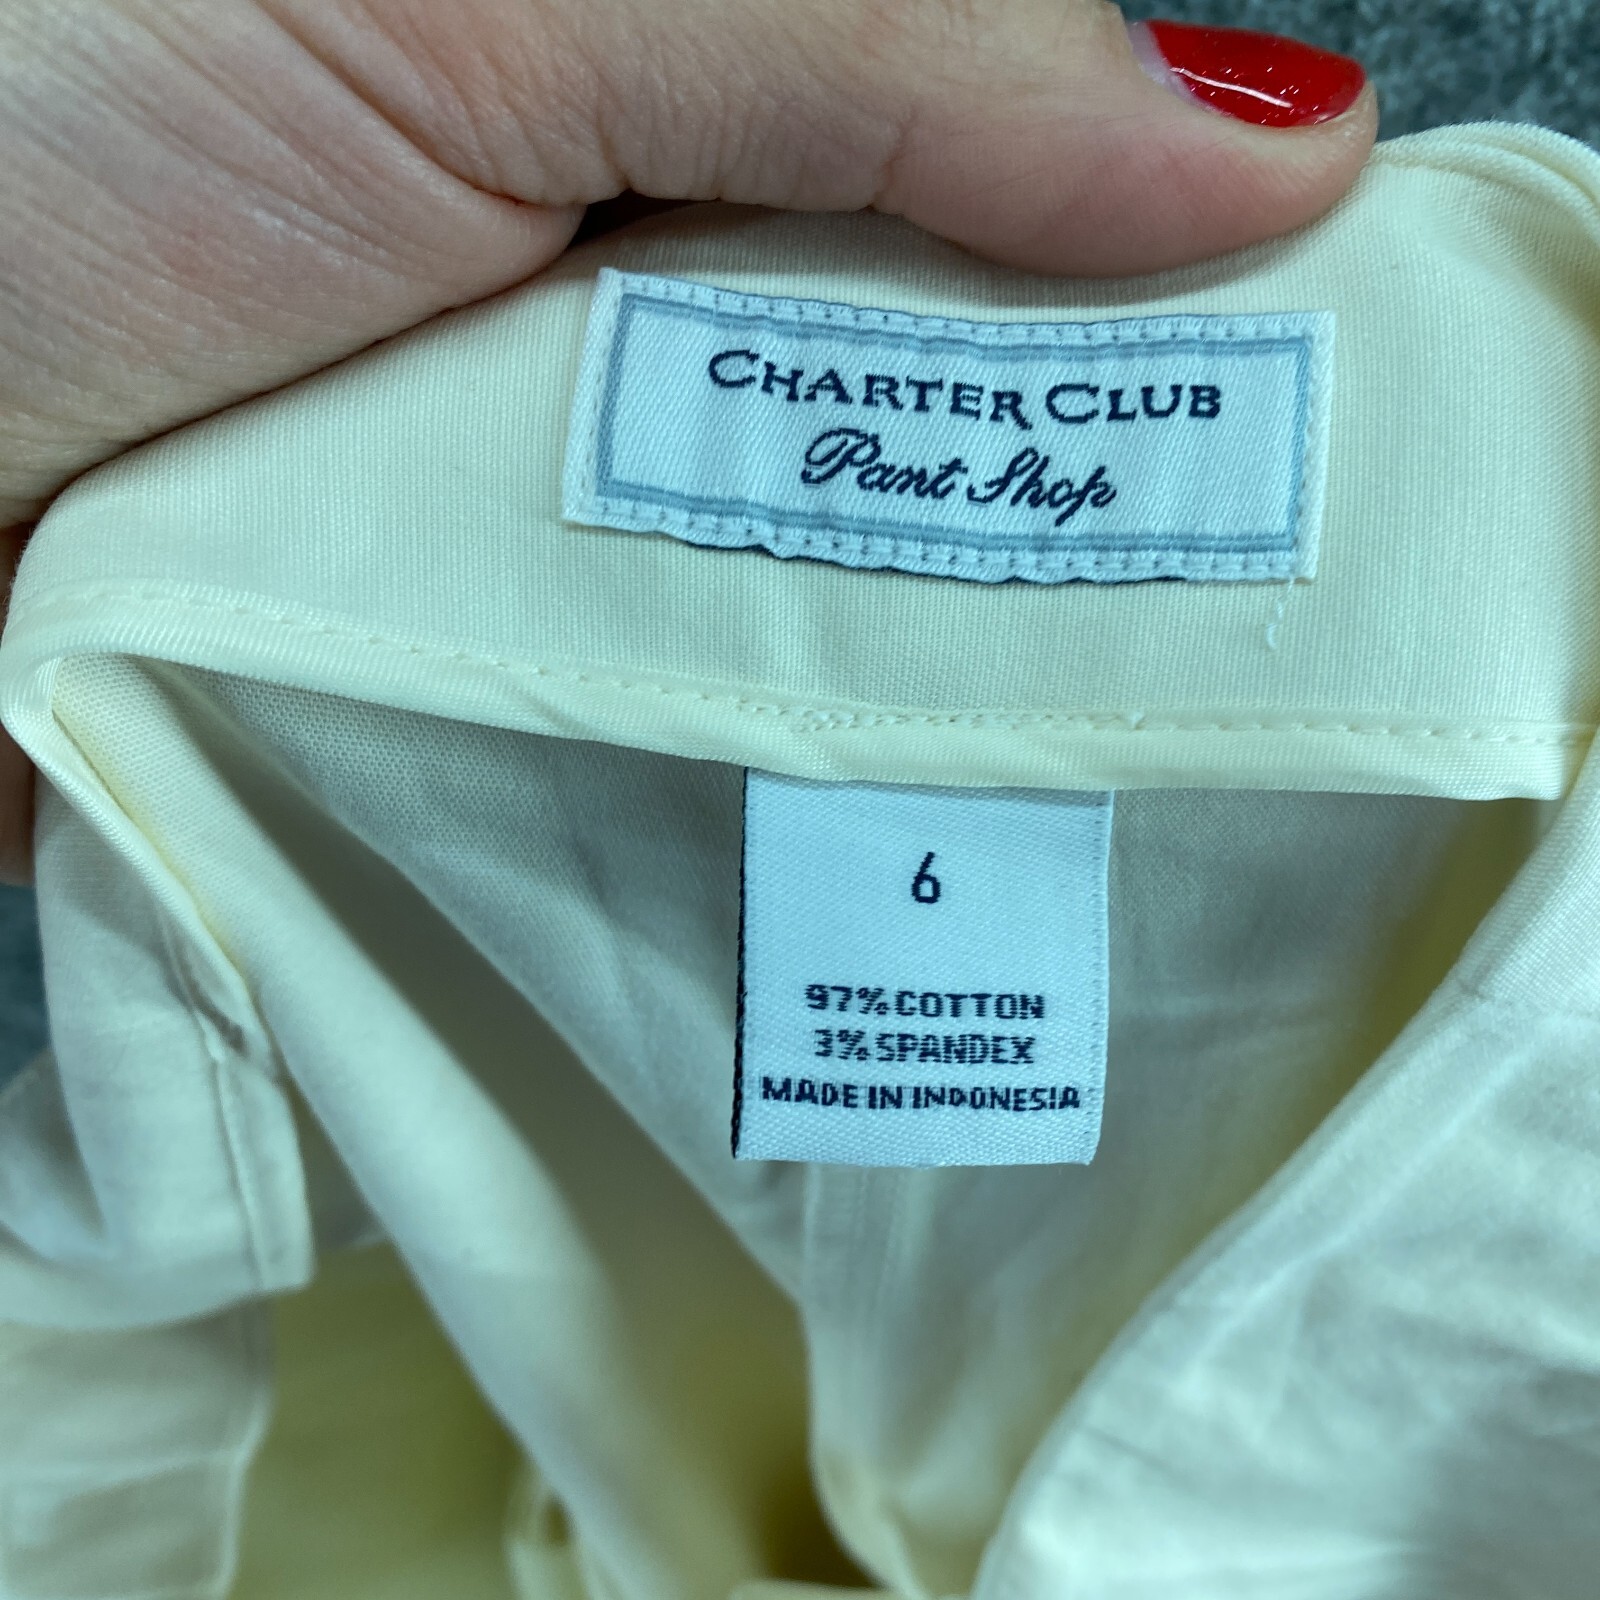 CHARTER CLUB
Pant Shop
6
97% COTTON
3% SPANDEX
MADE IN INDONESIA